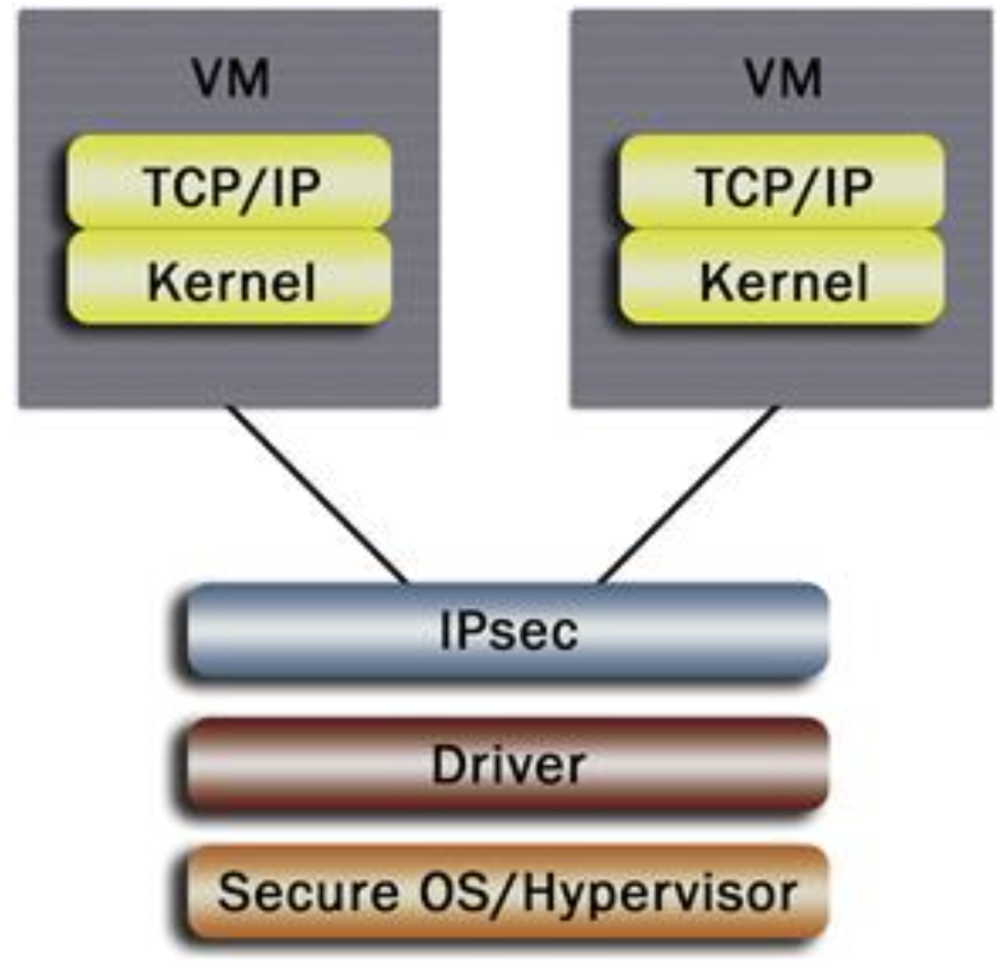 VM
TCP/IP
Kernel
VM
TCP/IP
Kernel
IPsec
Driver
Secure OS/Hypervisor